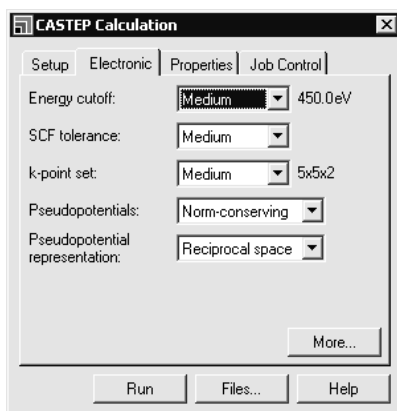 CASTEP Calculation
Setup Electronic Properties Job Control
Energy cutoff: Medium 450.0eV
SCF tolerance: Medium
k-point set: Medium 5x5x2
Pseudopotentials: Norm-conserving
Pseudopotential
representation: Reciprocal space
More...
Run Files... Help